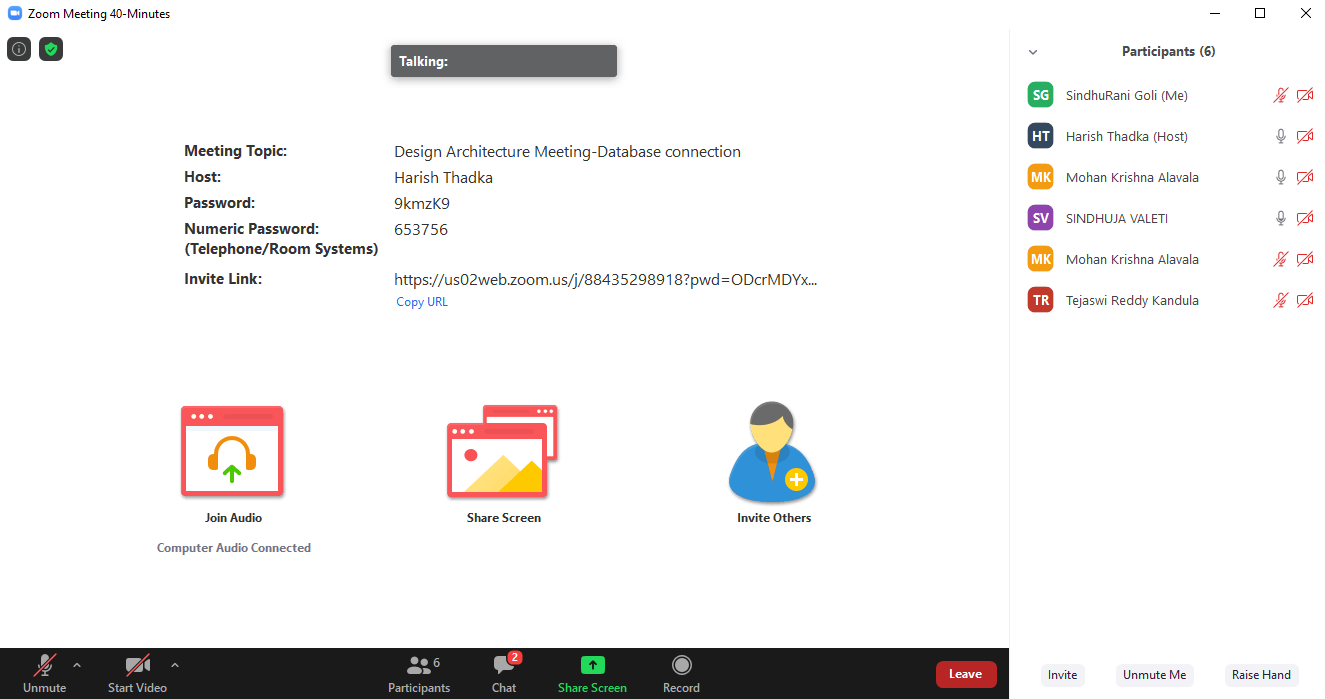 Zoom Meeting 40-Minutes
Talking:
Meeting Topic: Design Architecture Meeting-Database connection
Host: Harish Thadka
Password: 9kmzK9
Numeric Password: 653756
(Telephone/Room Systems)
Invite Link: https://us02web.zoom.us/j/88435298918?pwd=ODcrMDYx...
Copy URL
Join Audio
Computer Audio Connected
Share Screen
Invite Others
Participants (6)
SG SindhuRani Goli (Me)
HT Harish Thadka (Host)
MK Mohan Krishna Alavala
SV SINDHUJA VALETI
MK Mohan Krishna Alavala
TR Tejaswi Reddy Kandula
Unmute
Start Video
6
Participants
2
Chat
Share Screen
Record
Leave
Invite
Unmute Me
Raise Hand